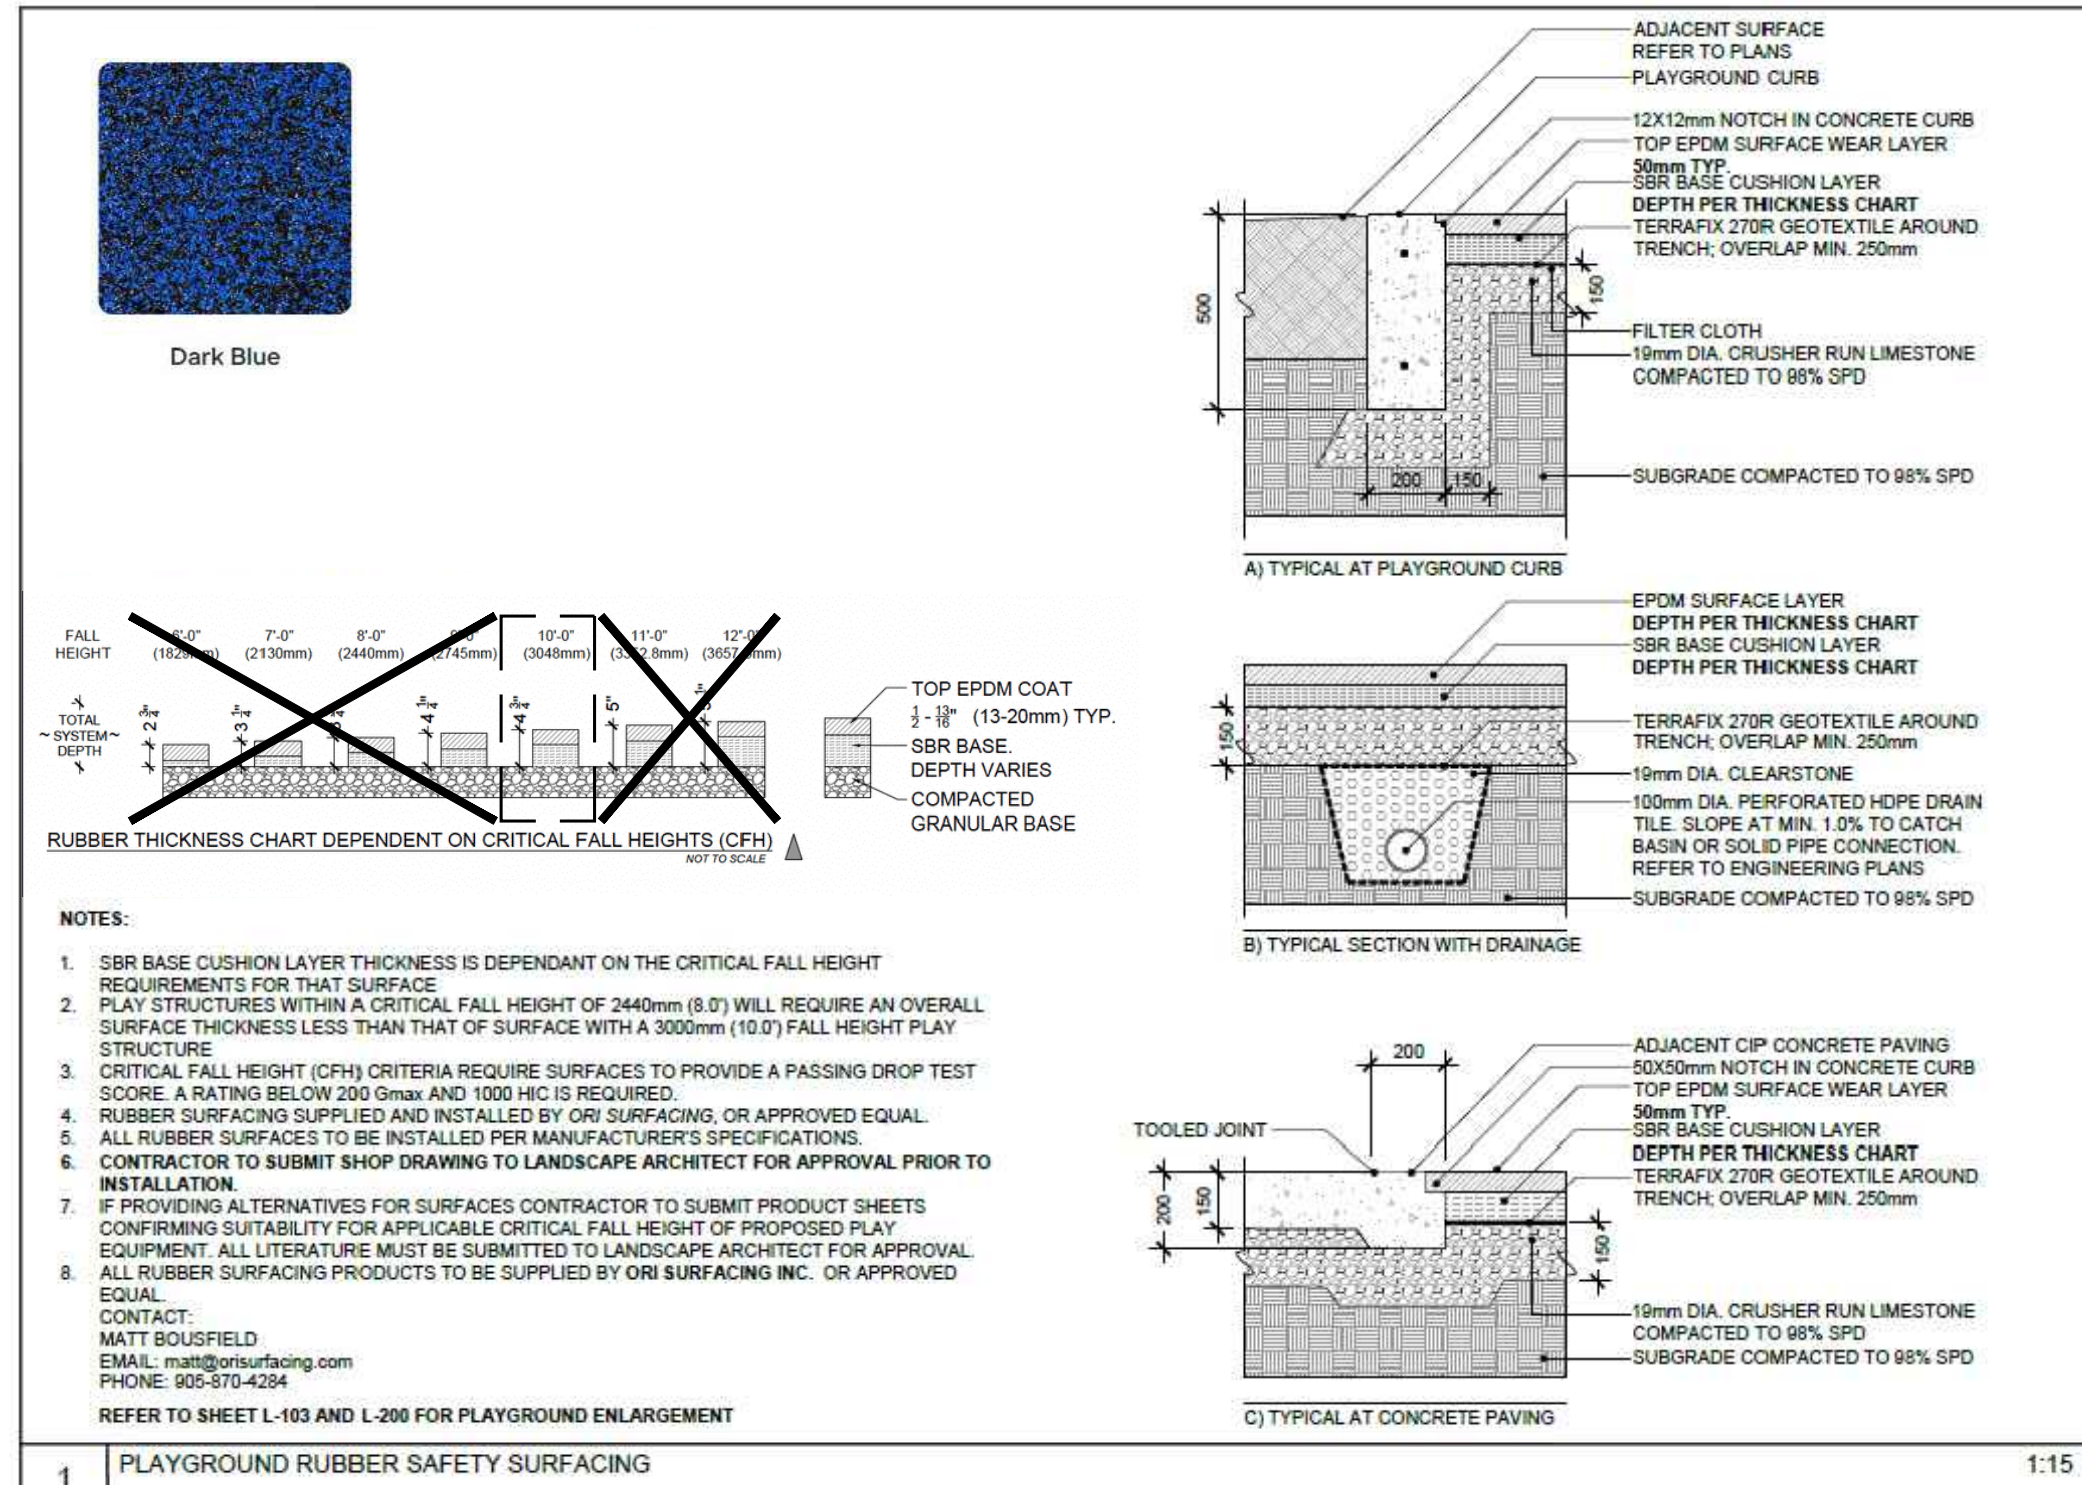 Dark Blue
FALL
HEIGHT
7'-0"
(2130mm)
8'-0"
(2440mm)
10'-0"
(3048mm)
11'-0"
TOTAL
~ SYSTEM ~
DEPTH
2 3/4"
3 1/4"
4 1/4"
4 3/4"
5"
RUBBER THICKNESS CHART DEPENDENT ON CRITICAL FALL HEIGHTS (CFH)
NOT TO SCALE
TOP EPDM COAT
1/2 - 13/16" (13-20mm) TYP.
SBR BASE.
DEPTH VARIES
COMPACTED
GRANULAR BASE
NOTES:
1. SBR BASE CUSHION LAYER THICKNESS IS DEPENDANT ON THE CRITICAL FALL HEIGHT
REQUIREMENTS FOR THAT SURFACE
2. PLAY STRUCTURES WITHIN A CRITICAL FALL HEIGHT OF 2440mm (8.0') WILL REQUIRE AN OVERALL
SURFACE THICKNESS LESS THAN THAT OF SURFACE WITH A 3000mm (10.0') FALL HEIGHT PLAY
STRUCTURE
3. CRITICAL FALL HEIGHT (CFH) CRITERIA REQUIRE SURFACES TO PROVIDE A PASSING DROP TEST
SCORE. A RATING BELOW 200 Gmax AND 1000 HIC IS REQUIRED.
4. RUBBER SURFACING SUPPLIED AND INSTALLED BY ORI SURFACING, OR APPROVED EQUAL.
5. ALL RUBBER SURFACES TO BE INSTALLED PER MANUFACTURER'S SPECIFICATIONS.
6. CONTRACTOR TO SUBMIT SHOP DRAWING TO LANDSCAPE ARCHITECT FOR APPROVAL PRIOR TO
INSTALLATION.
7. IF PROVIDING ALTERNATIVES FOR SURFACES CONTRACTOR TO SUBMIT PRODUCT SHEETS
CONFIRMING SUITABILITY FOR APPLICABLE CRITICAL FALL HEIGHT OF PROPOSED PLAY
EQUIPMENT. ALL LITERATURE MUST BE SUBMITTED TO LANDSCAPE ARCHITECT FOR APPROVAL.
8. ALL RUBBER SURFACING PRODUCTS TO BE SUPPLIED BY ORI SURFACING INC. OR APPROVED
EQUAL.
CONTACT:
MATT BOUSFIELD
EMAIL: matt@orisurfacing.com
PHONE: 905-870-4284
REFER TO SHEET L-103 AND L-200 FOR PLAYGROUND ENLARGEMENT
ADJACENT SURFACE
REFER TO PLANS
PLAYGROUND CURB
12X12mm NOTCH IN CONCRETE CURB
TOP EPDM SURFACE WEAR LAYER
50mm TYP.
SBR BASE CUSHION LAYER
DEPTH PER THICKNESS CHART
TERRAFIX 270R GEOTEXTILE AROUND
TRENCH; OVERLAP MIN. 250mm
FILTER CLOTH
19mm DIA. CRUSHER RUN LIMESTONE
COMPACTED TO 98% SPD
SUBGRADE COMPACTED TO 98% SPD
500
150
200
150
A) TYPICAL AT PLAYGROUND CURB
EPDM SURFACE LAYER
DEPTH PER THICKNESS CHART
SBR BASE CUSHION LAYER
DEPTH PER THICKNESS CHART
TERRAFIX 270R GEOTEXTILE AROUND
TRENCH; OVERLAP MIN. 250mm
19mm DIA. CLEARSTONE
100mm DIA. PERFORATED HDPE DRAIN
TILE. SLOPE AT MIN. 1.0% TO CATCH
BASIN OR SOLID PIPE CONNECTION.
REFER TO ENGINEERING PLANS
SUBGRADE COMPACTED TO 98% SPD
150
B) TYPICAL SECTION WITH DRAINAGE
200
TOOLED JOINT
200
150
150
ADJACENT CIP CONCRETE PAVING
50X50mm NOTCH IN CONCRETE CURB
TOP EPDM SURFACE WEAR LAYER
50mm TYP.
SBR BASE CUSHION LAYER
DEPTH PER THICKNESS CHART
TERRAFIX 270R GEOTEXTILE AROUND
TRENCH; OVERLAP MIN. 250mm
19mm DIA. CRUSHER RUN LIMESTONE
COMPACTED TO 98% SPD
SUBGRADE COMPACTED TO 98% SPD
C) TYPICAL AT CONCRETE PAVING
1
PLAYGROUND RUBBER SAFETY SURFACING
1:15